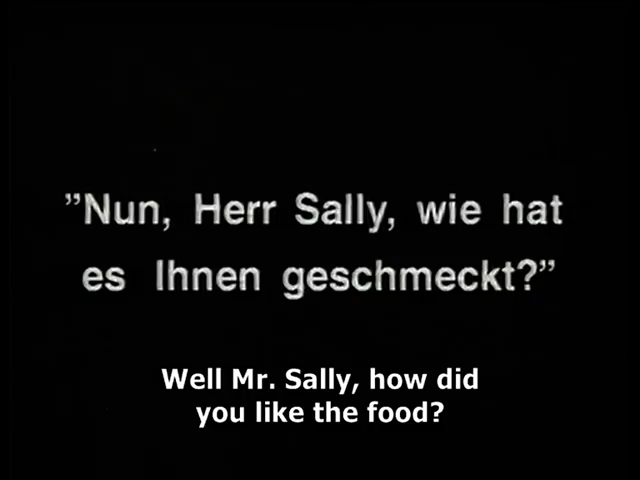 ”Nun, Herr Sally, wie hat
es Ihnen geschmeckt?”
Well Mr. Sally, how did
you like the food?